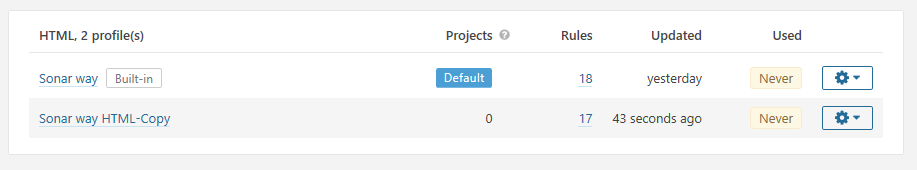 HTML, 2 profile(s) Projects ? Rules Updated Used
Sonar way Built-in Default 18 yesterday Never
Sonar way HTML-Copy 0 17 43 seconds ago Never